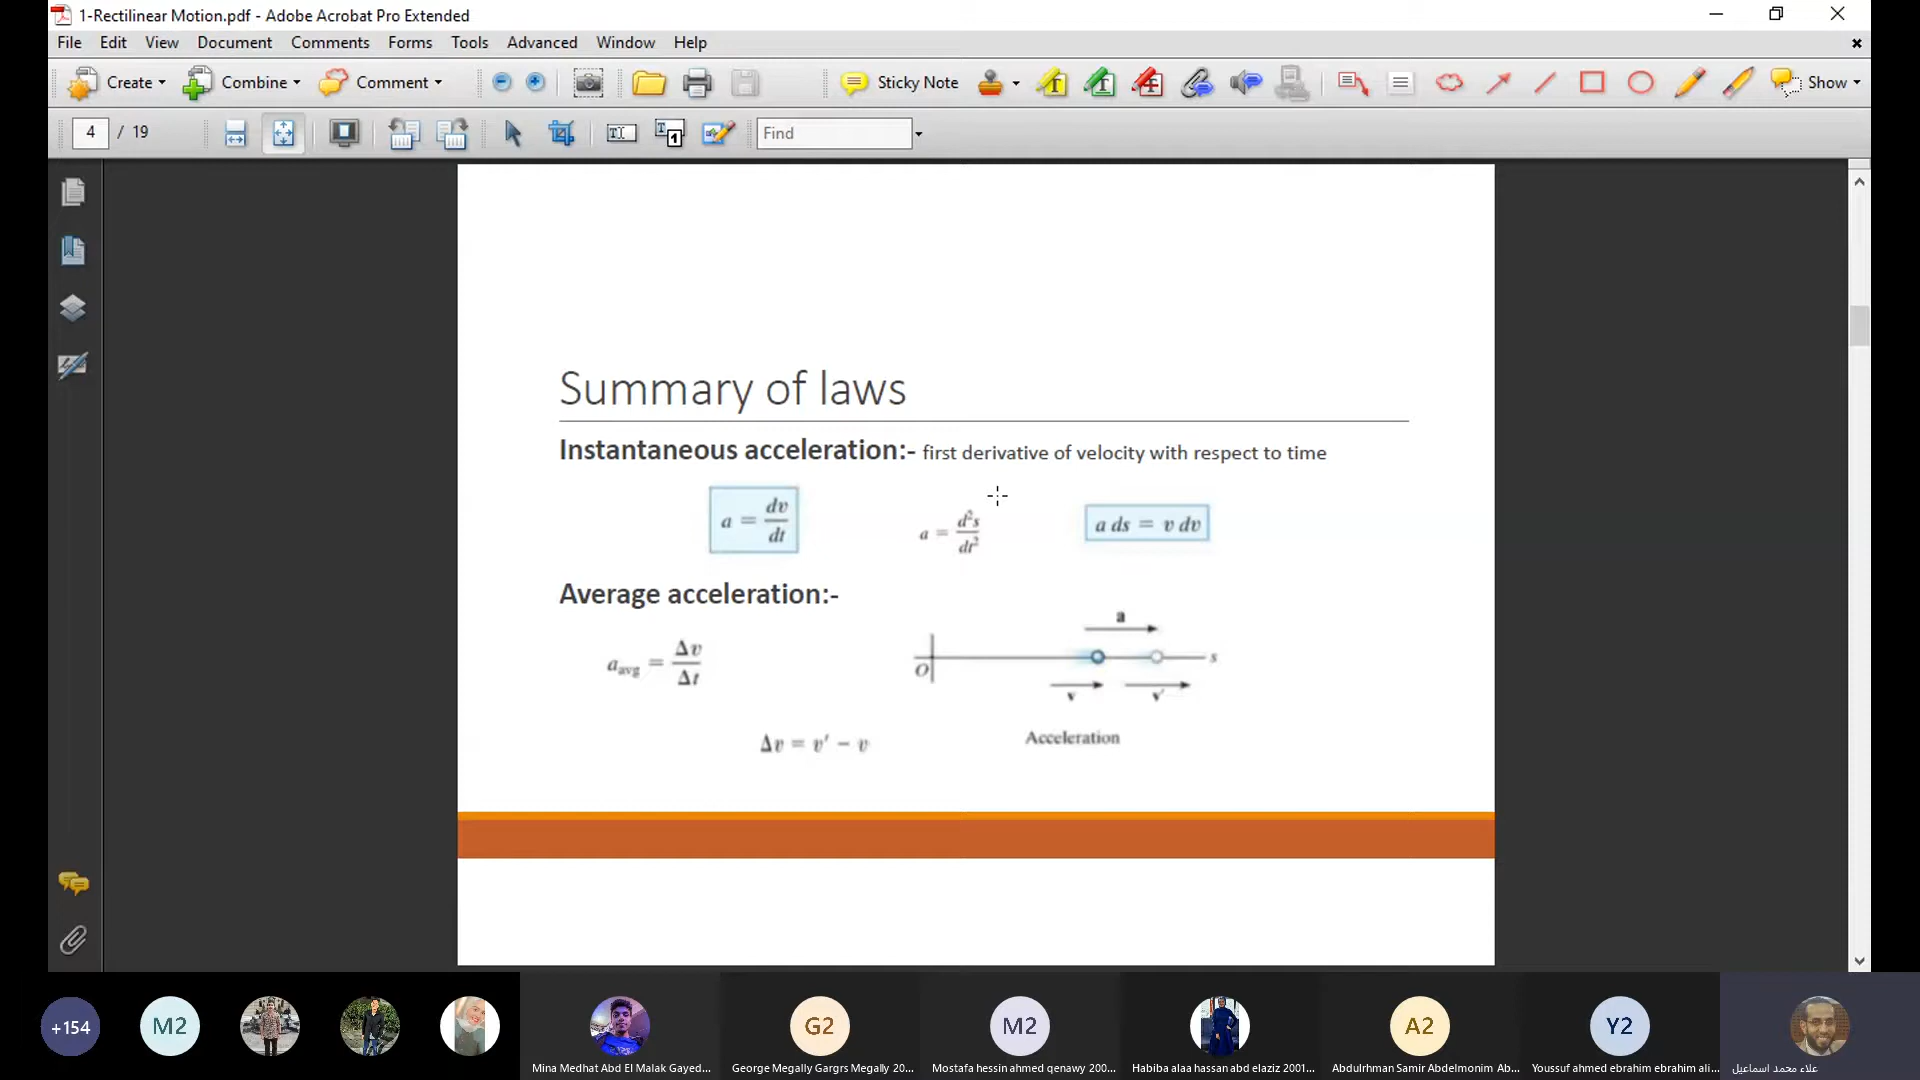 1-Rectilinear Motion.pdf - Adobe Acrobat Pro Extended
File Edit View Document Comments Forms Tools Advanced Window Help
Create Combine Comment Sticky Note Show
4 / 19 Find
Summary of laws
Instantaneous acceleration:- first derivative of velocity with respect to time
a = dv/dt
a = d²s/dt²
a ds = v dv
Average acceleration:-
a_avg = Δv/Δt
a
O
s
v v'
Δv = v' − v
Acceleration
+154 M2 G2 M2 A2 Y2
Mina Medhat Abd El Malak Gayed...
George Megally Gargrs Megally 20...
Mostafa hessin ahmed qenawy 200...
Habiba alaa hassan abd elaziz 2001...
Abdulrhman Samir Abdelmonim Ab...
Youssuf ahmed ebrahim ebrahim ali...
علاء محمد اسماعيل